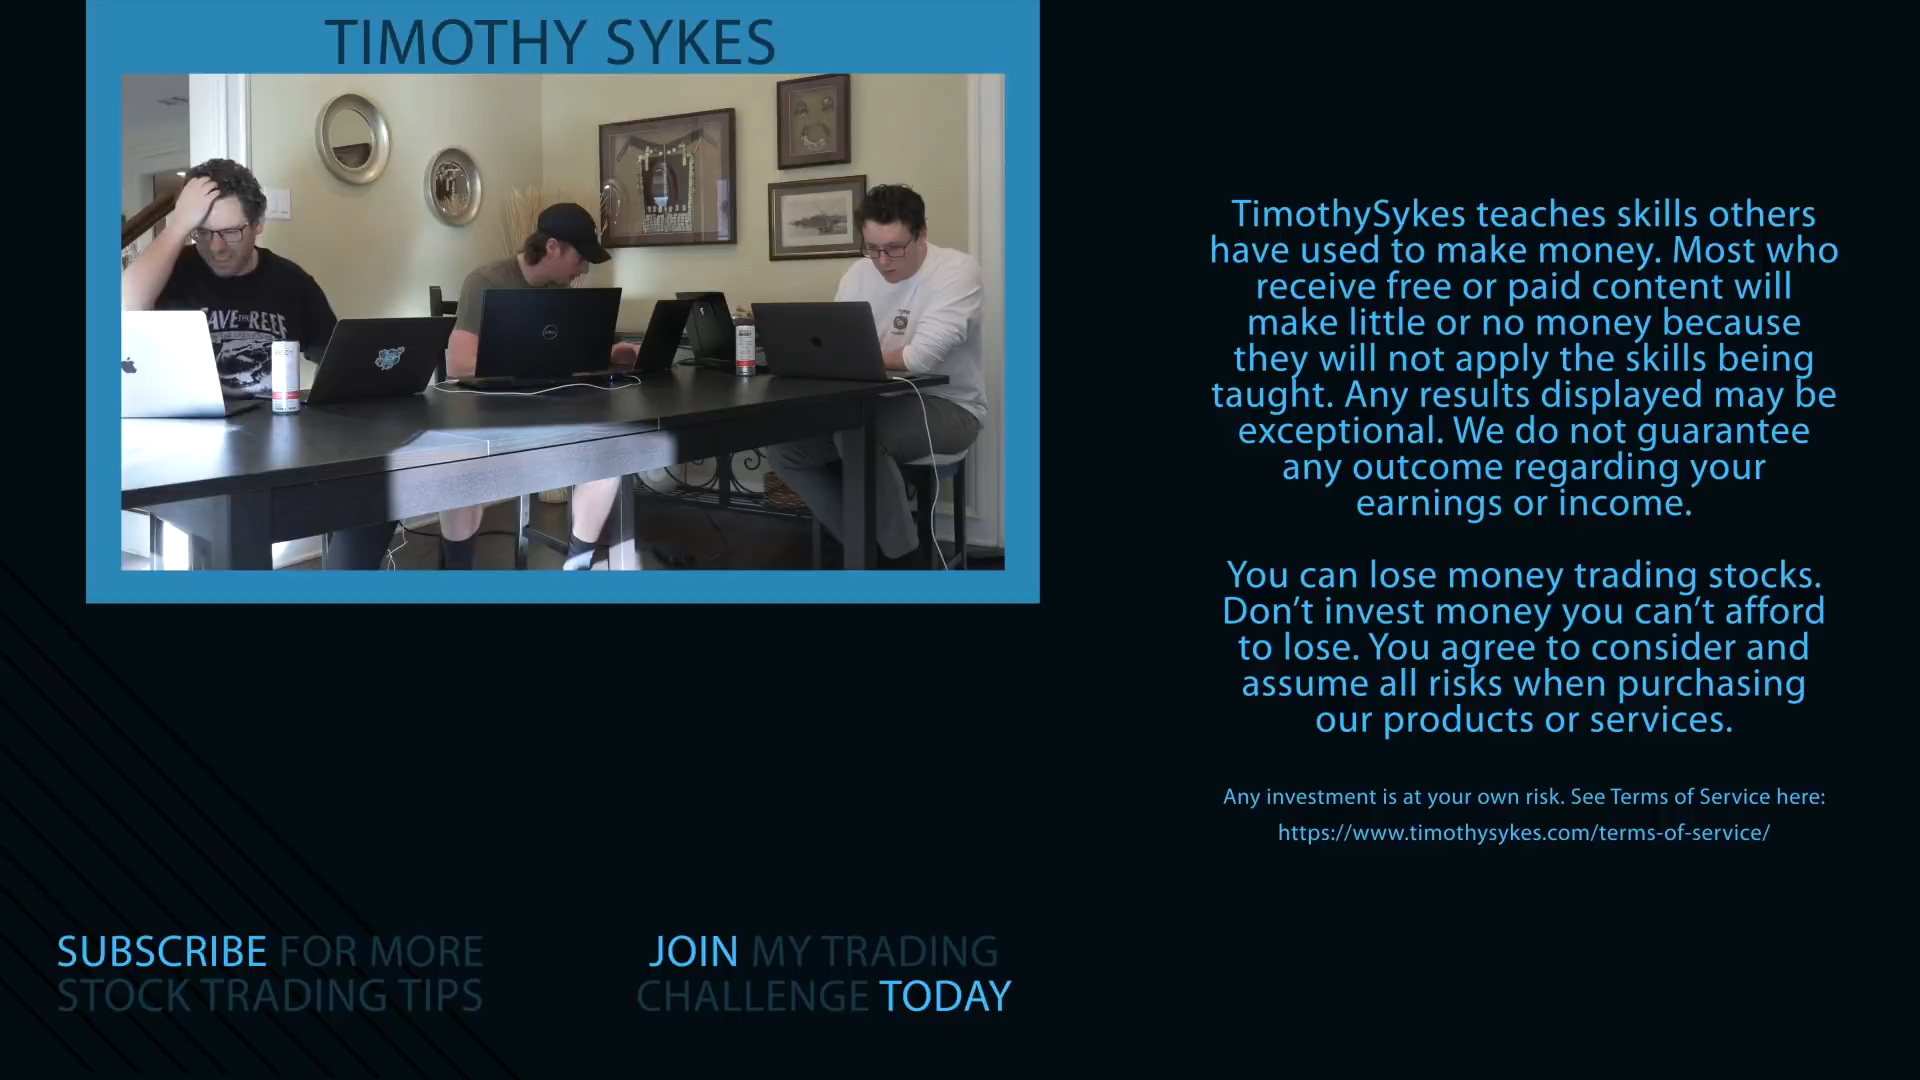 TIMOTHY SYKES
SAVE THE REEF
DELL
TimothySykes teaches skills others
have used to make money. Most who
receive free or paid content will
make little or no money because
they will not apply the skills being
taught. Any results displayed may be
exceptional. We do not guarantee
any outcome regarding your
earnings or income.
You can lose money trading stocks.
Don’t invest money you can’t afford
to lose. You agree to consider and
assume all risks when purchasing
our products or services.
Any investment is at your own risk. See Terms of Service here:
https://www.timothysykes.com/terms-of-service/
SUBSCRIBE FOR MORE
STOCK TRADING TIPS
JOIN MY TRADING
CHALLENGE TODAY